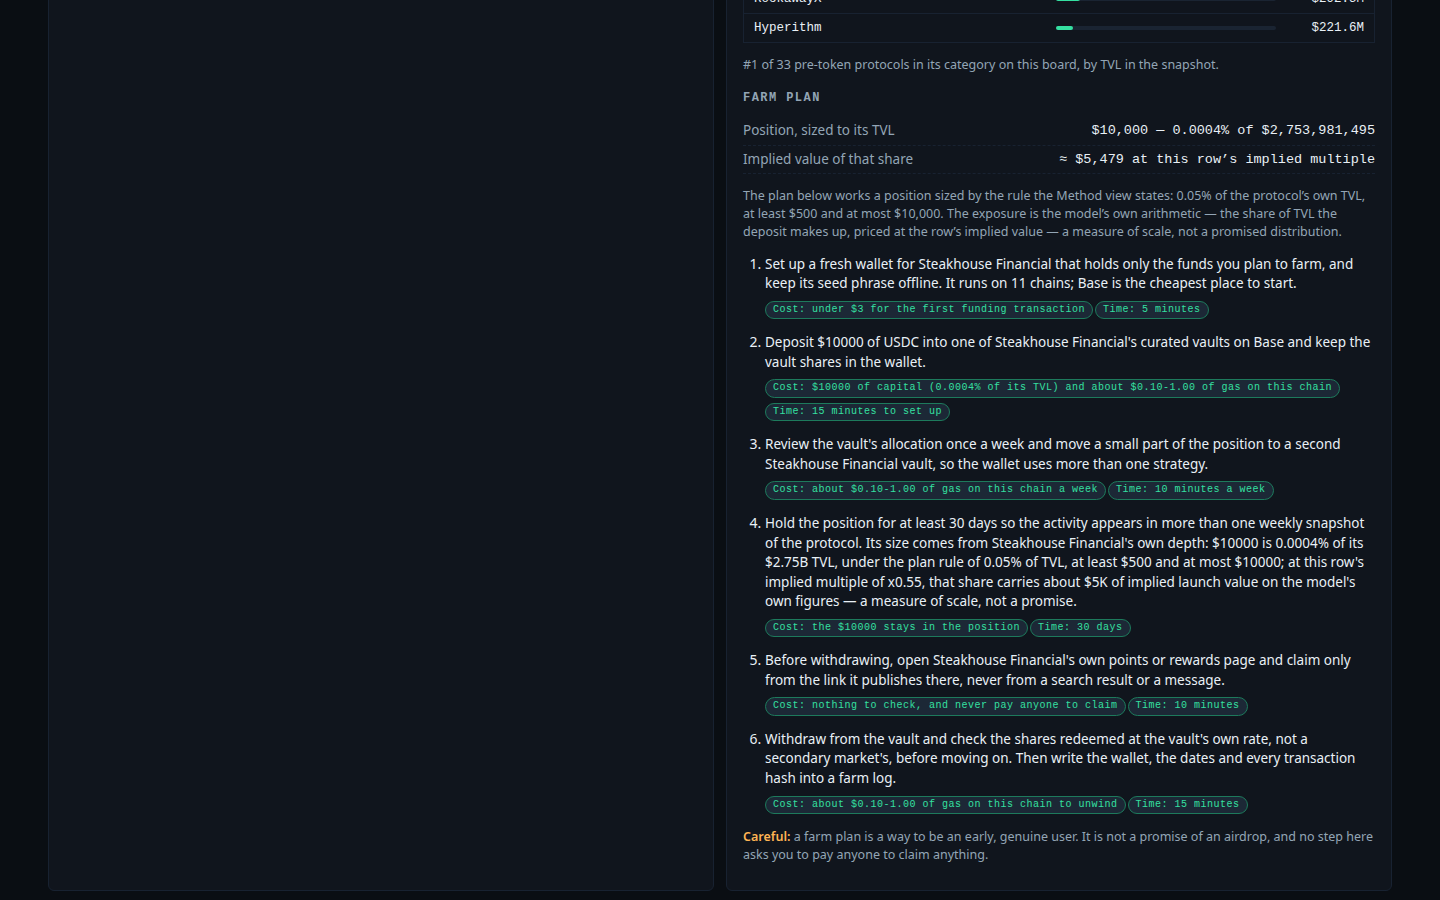 Hyperithm $221.6M
#1 of 33 pre-token protocols in its category on this board, by TVL in the snapshot.
FARM PLAN
Position, sized to its TVL $10,000 — 0.0004% of $2,753,981,495
Implied value of that share ≈ $5,479 at this row’s implied multiple
The plan below works a position sized by the rule the Method view states: 0.05% of the protocol’s own TVL,
at least $500 and at most $10,000. The exposure is the model’s own arithmetic — the share of TVL the
deposit makes up, priced at the row’s implied value — a measure of scale, not a promised distribution.
1. Set up a fresh wallet for Steakhouse Financial that holds only the funds you plan to farm, and
keep its seed phrase offline. It runs on 11 chains; Base is the cheapest place to start.
Cost: under $3 for the first funding transaction Time: 5 minutes
2. Deposit $10000 of USDC into one of Steakhouse Financial's curated vaults on Base and keep the
vault shares in the wallet.
Cost: $10000 of capital (0.0004% of its TVL) and about $0.10-1.00 of gas on this chain
Time: 15 minutes to set up
3. Review the vault's allocation once a week and move a small part of the position to a second
Steakhouse Financial vault, so the wallet uses more than one strategy.
Cost: about $0.10-1.00 of gas on this chain a week Time: 10 minutes a week
4. Hold the position for at least 30 days so the activity appears in more than one weekly snapshot
of the protocol. Its size comes from Steakhouse Financial's own depth: $10000 is 0.0004% of its
$2.75B TVL, under the plan rule of 0.05% of TVL, at least $500 and at most $10000; at this row's
implied multiple of x0.55, that share carries about $5K of implied launch value on the model's
own figures — a measure of scale, not a promise.
Cost: the $10000 stays in the position Time: 30 days
5. Before withdrawing, open Steakhouse Financial's own points or rewards page and claim only
from the link it publishes there, never from a search result or a message.
Cost: nothing to check, and never pay anyone to claim Time: 10 minutes
6. Withdraw from the vault and check the shares redeemed at the vault's own rate, not a
secondary market's, before moving on. Then write the wallet, the dates and every transaction
hash into a farm log.
Cost: about $0.10-1.00 of gas on this chain to unwind Time: 15 minutes
Careful: a farm plan is a way to be an early, genuine user. It is not a promise of an airdrop, and no step here
asks you to pay anyone to claim anything.